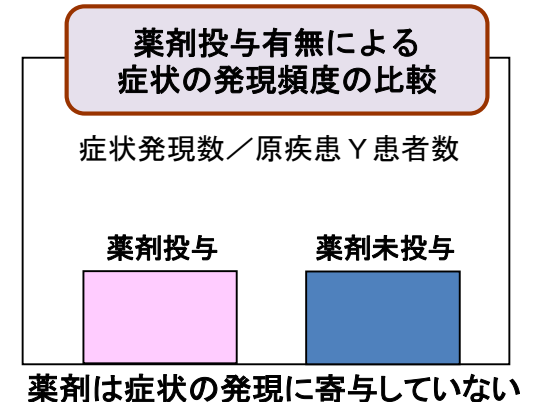 薬剤投与有無による
症状の発現頻度の比較
症状発現数／原疾患Ｙ患者数
薬剤投与
薬剤未投与
薬剤は症状の発現に寄与していない